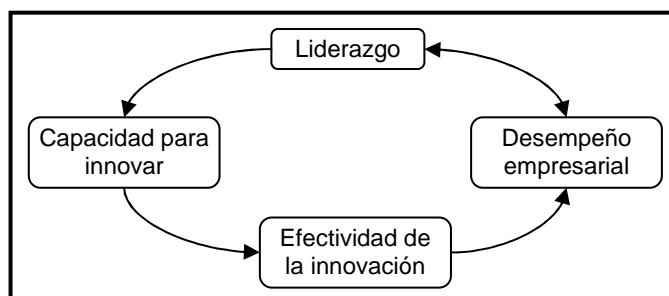 Liderazgo
Capacidad para
innovar
Desempeño
empresarial
Efectividad de
la innovación